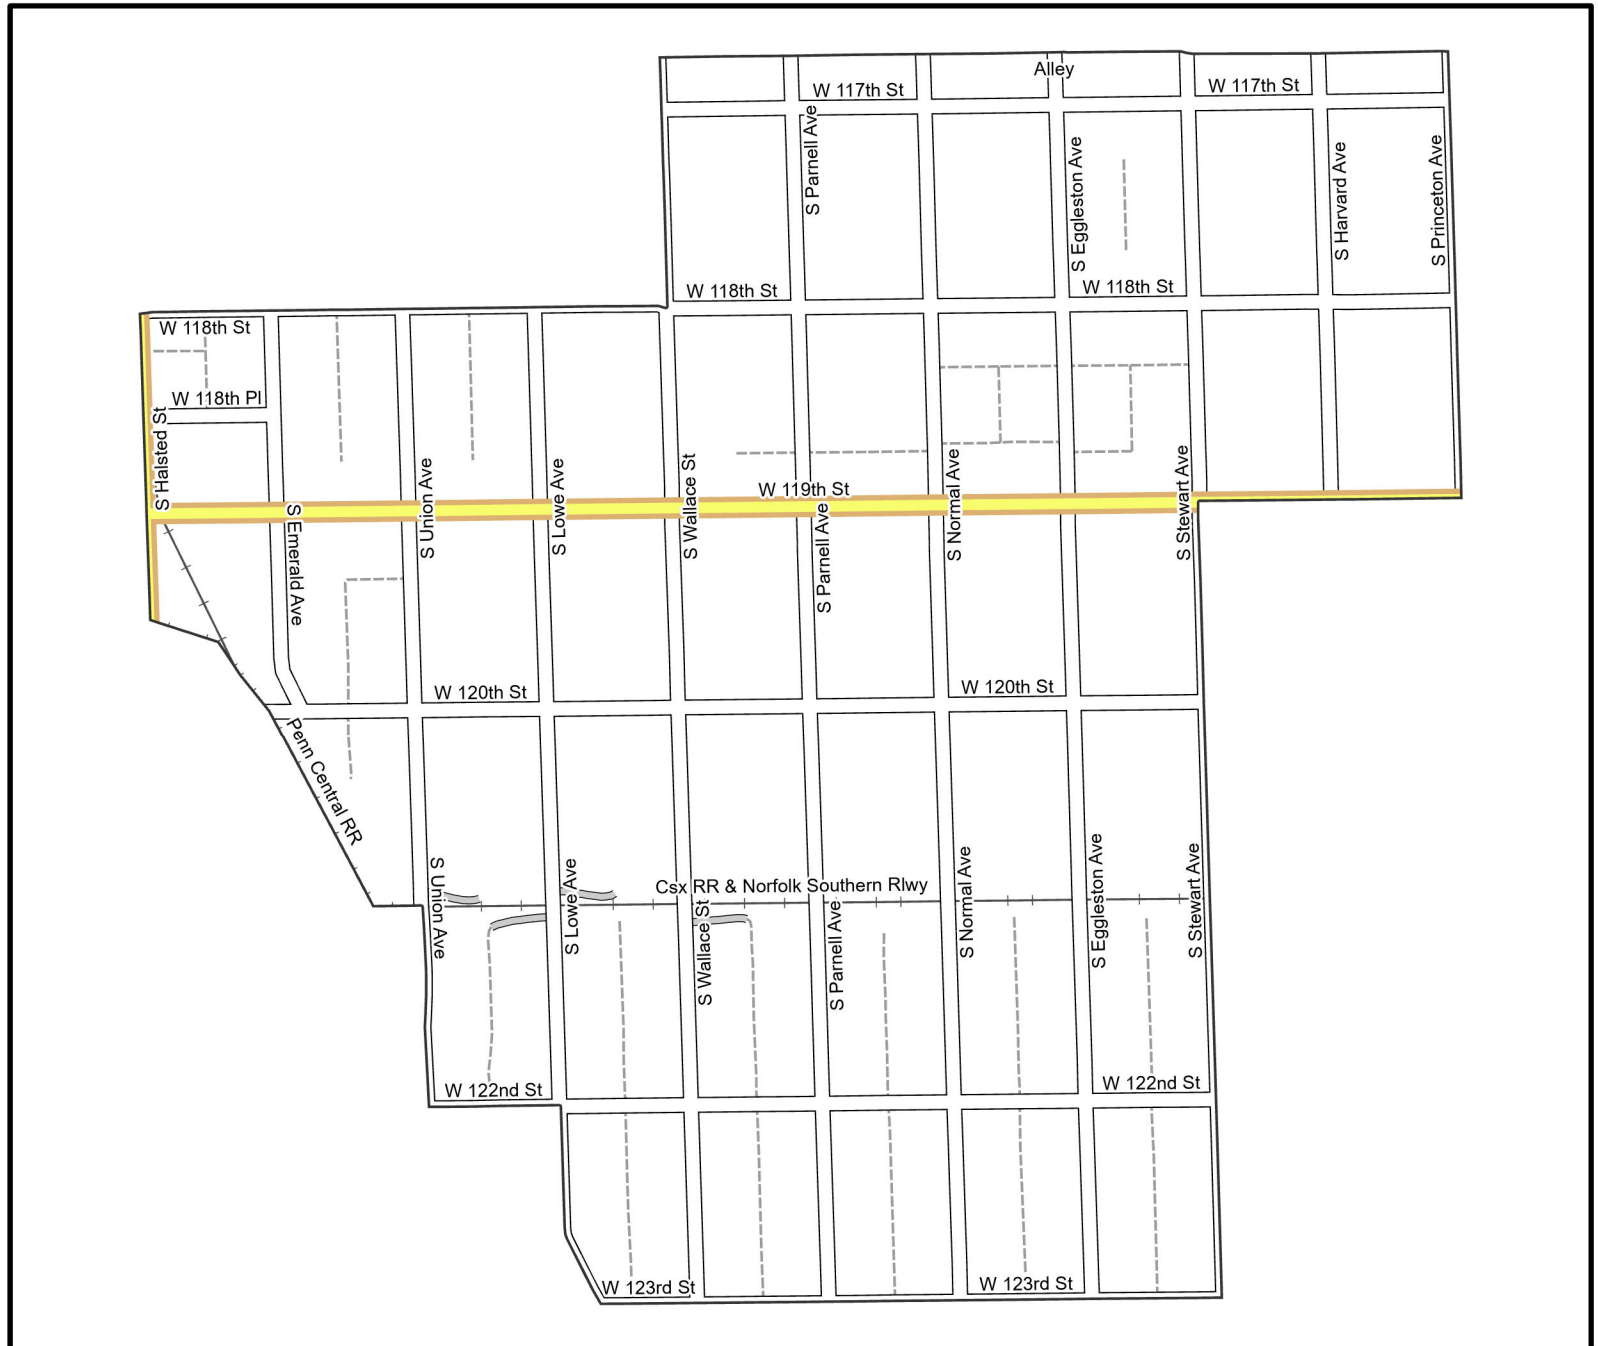 Alley
W 117th St
W 117th St
S Parnell Ave
S Eggleston Ave
S Harvard Ave
S Princeton Ave
W 118th St
W 118th St
W 118th St
W 118th Pl
S Halsted St
S Union Ave
S Lowe Ave
S Wallace St
W 119th St
S Normal Ave
S Stewart Ave
S Emerald Ave
S Parnell Ave
W 120th St
W 120th St
Penn Central RR
S Union Ave
S Lowe Ave
Csx RR & Norfolk Southern Rlwy
S Wallace St
S Parnell Ave
S Normal Ave
S Eggleston Ave
S Stewart Ave
W 122nd St
W 122nd St
W 123rd St
W 123rd St